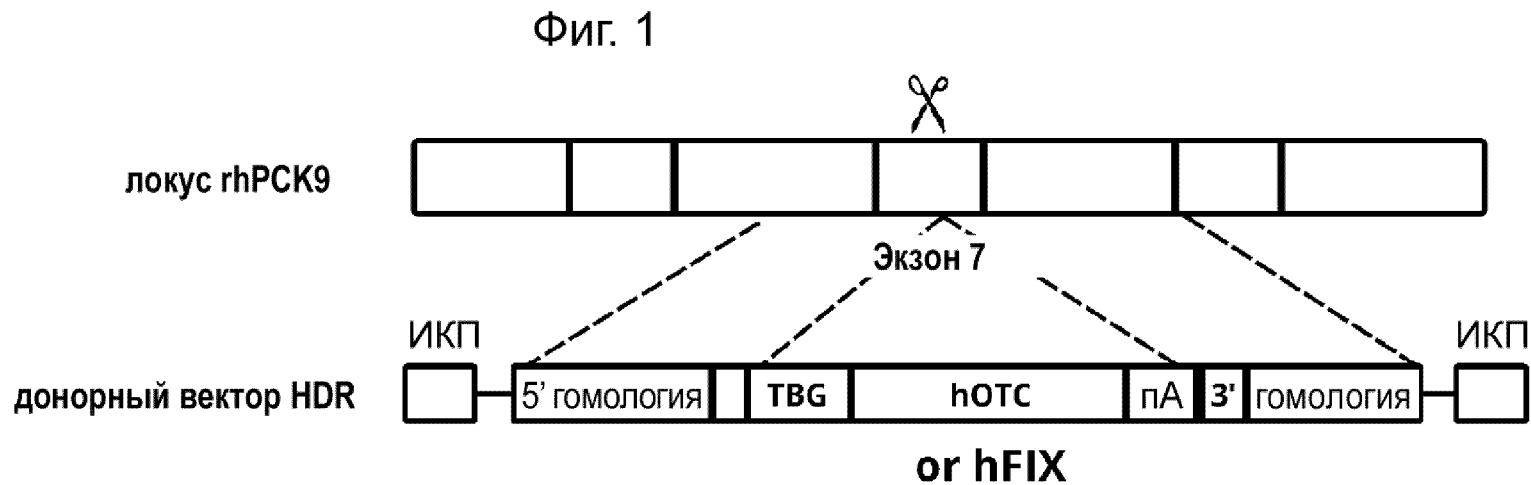 Фиг. 1
локус rhPCK9
Экзон 7
ИКП
ИКП
донорный вектор HDR
5' гомология
TBG
hOTC
пА
3'
гомология
or hFIX